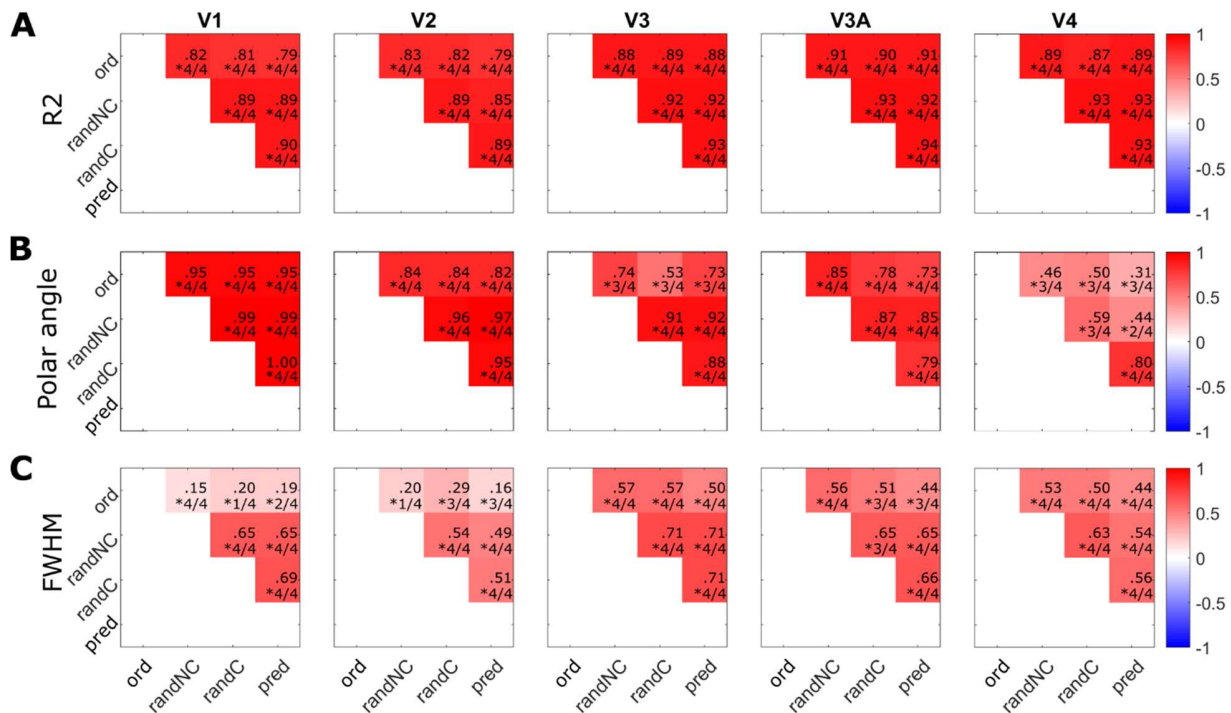 A V1 V2 V3 V3A V4
R2
ord .82 .81 .79 .83 .82 .79 .88 .89 .88 .91 .90 .91 .89 .87 .89 1
*4/4 *4/4 *4/4 *4/4 *4/4 *4/4 *4/4 *4/4 *4/4 *4/4 *4/4 *4/4 *4/4 *4/4 *4/4 0.5
randNC .89 .89 .89 .85 .92 .92 .93 .92 .93 .93 0
*4/4 *4/4 *4/4 *4/4 *4/4 *4/4 *4/4 *4/4 *4/4 *4/4
randC .90 .89 .93 .94 .93 -0.5
*4/4 *4/4 *4/4 *4/4 *4/4
pred -1
B
Polar angle
ord .95 .95 .95 .84 .84 .82 .74 .53 .73 .85 .78 .73 .46 .50 .31 1
*4/4 *4/4 *4/4 *4/4 *4/4 *4/4 *3/4 *3/4 *3/4 *4/4 *4/4 *4/4 *3/4 *3/4 *3/4 0.5
randNC .99 .99 .96 .97 .91 .92 .87 .85 .59 .44 0
*4/4 *4/4 *4/4 *4/4 *4/4 *4/4 *4/4 *4/4 *3/4 *2/4
randC 1.00 .95 .88 .79 .80 -0.5
*4/4 *4/4 *4/4 *4/4 *4/4
pred -1
C
FWHM
ord .15 .20 .19 .20 .29 .16 .57 .57 .50 .56 .51 .44 .53 .50 .44 1
*4/4 *1/4 *2/4 *1/4 *3/4 *3/4 *4/4 *4/4 *4/4 *4/4 *3/4 *3/4 *4/4 *4/4 *4/4 0.5
randNC .65 .65 .54 .49 .71 .71 .65 .65 .63 .54 0
*4/4 *4/4 *4/4 *4/4 *4/4 *4/4 *3/4 *4/4 *4/4 *4/4
randC .69 .51 .71 .66 .56 -0.5
*4/4 *4/4 *4/4 *4/4 *4/4
pred -1
ord randNC randC pred ord randNC randC pred ord randNC randC pred ord randNC randC pred ord randNC randC pred